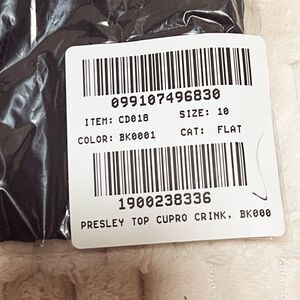 099107496830
ITEM: CD018 SIZE: 10
COLOR: BK0001 CAT: FLAT
1900238336
PRESLEY TOP CUPRO CRINK, BK000